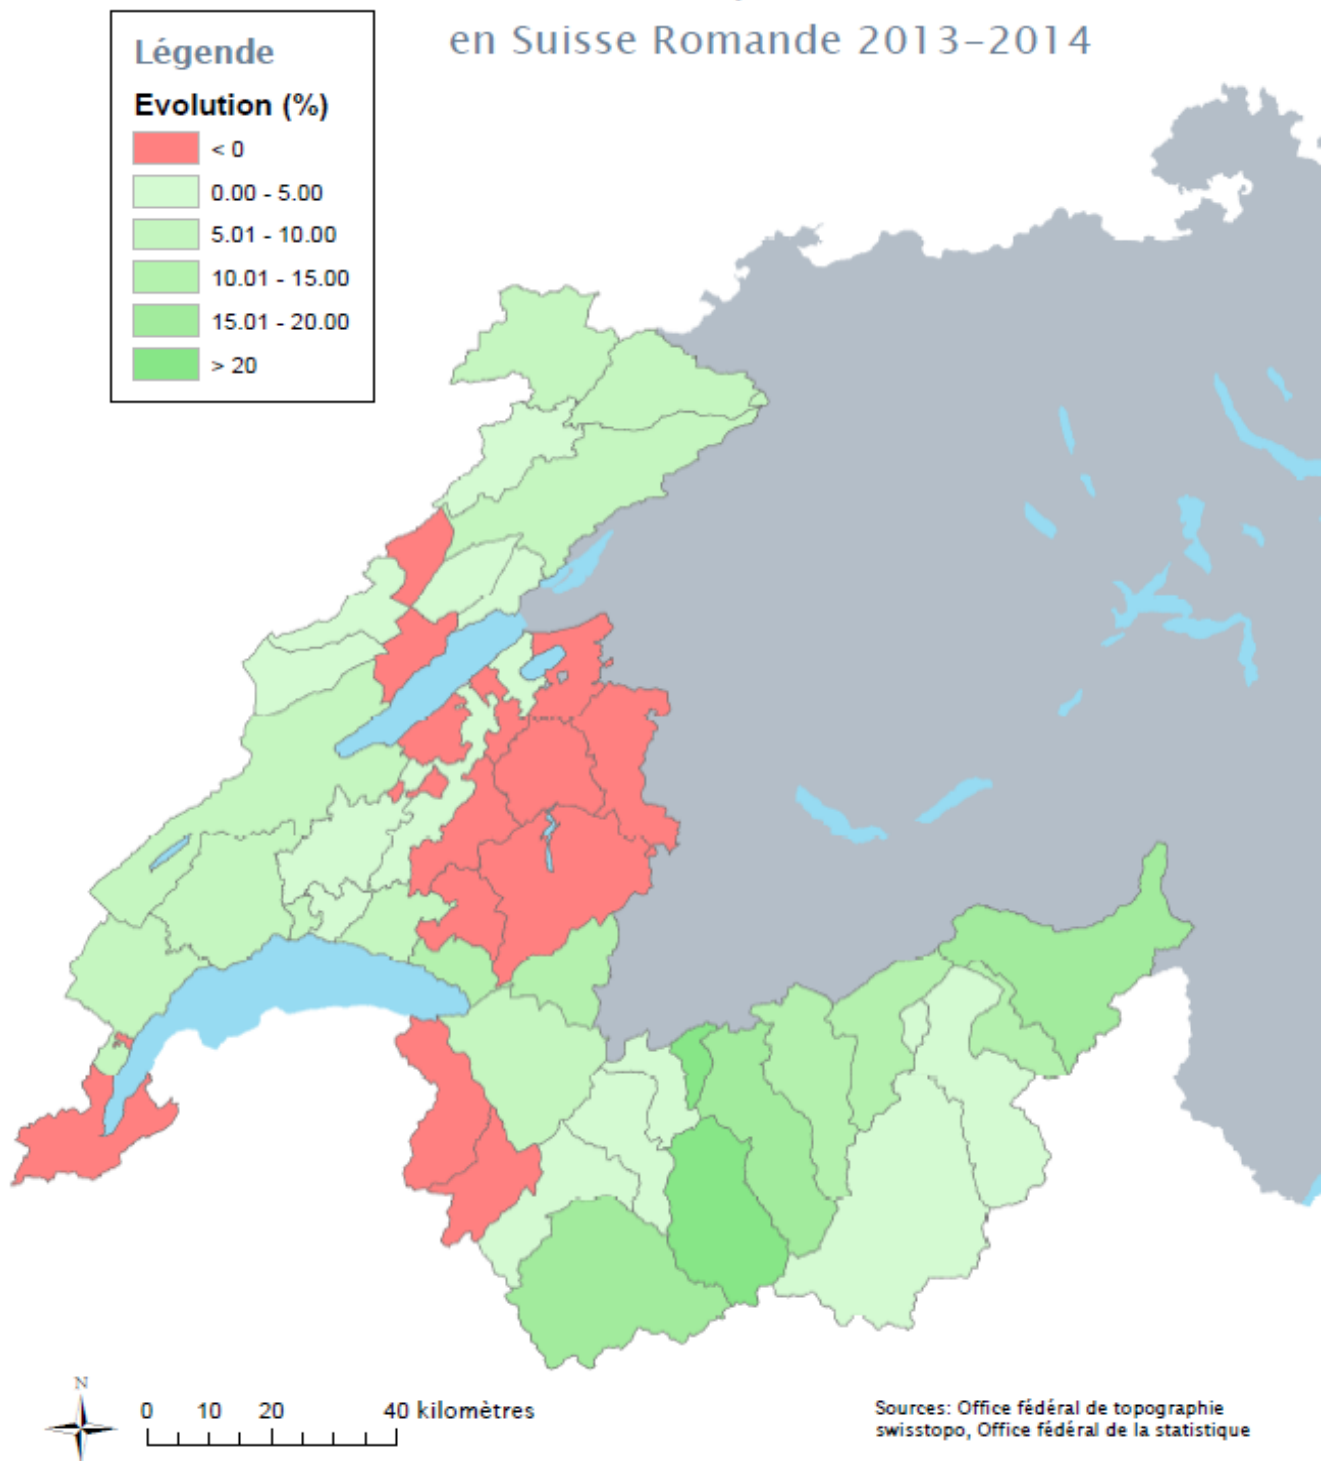 en Suisse Romande 2013-2014
Légende
Evolution (%)
< 0
0.00 - 5.00
5.01 - 10.00
10.01 - 15.00
15.01 - 20.00
> 20
N
0 10 20 40 kilomètres
Sources: Office fédéral de topographie
swisstopo, Office fédéral de la statistique